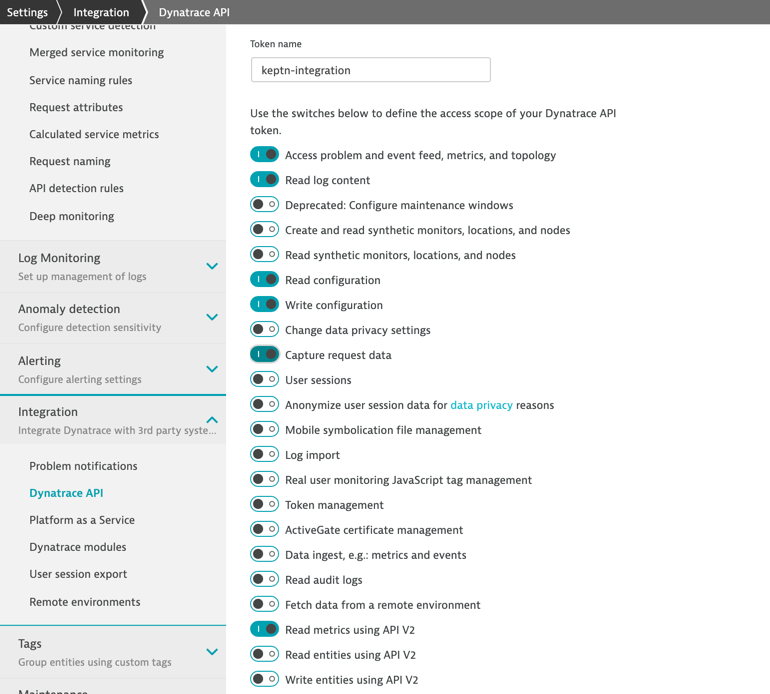 Settings
Integration
Dynatrace API
Custom service detection
Merged service monitoring
Service naming rules
Request attributes
Calculated service metrics
Request naming
API detection rules
Deep monitoring
Log Monitoring
Set up management of logs
Anomaly detection
Configure detection sensitivity
Alerting
Configure alerting settings
Integration
Integrate Dynatrace with 3rd party syste...
Problem notifications
Dynatrace API
Platform as a Service
Dynatrace modules
User session export
Remote environments
Tags
Group entities using custom tags
Maintenance
Token name
keptn-integration
Use the switches below to define the access scope of your Dynatrace API
token.
Access problem and event feed, metrics, and topology
Read log content
Deprecated: Configure maintenance windows
Create and read synthetic monitors, locations, and nodes
Read synthetic monitors, locations, and nodes
Read configuration
Write configuration
Change data privacy settings
Capture request data
User sessions
Anonymize user session data for data privacy reasons
Mobile symbolication file management
Log import
Real user monitoring JavaScript tag management
Token management
ActiveGate certificate management
Data ingest, e.g.: metrics and events
Read audit logs
Fetch data from a remote environment
Read metrics using API V2
Read entities using API V2
Write entities using API V2